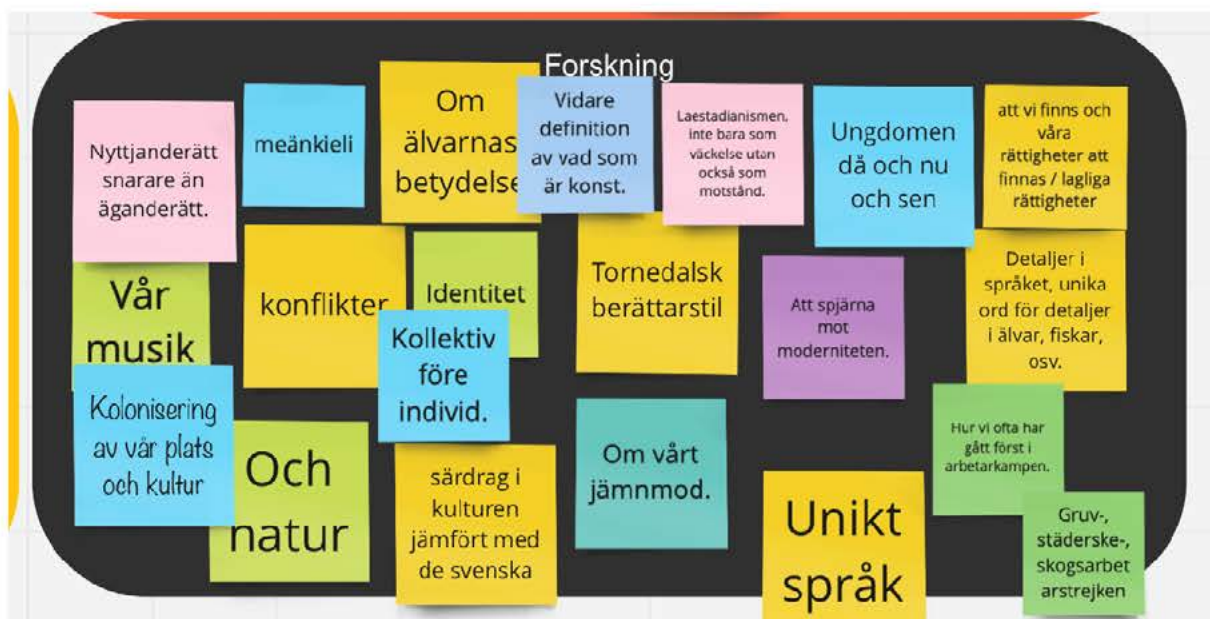 Forskning
Nyttjanderätt
snarare än
äganderätt.
meänkieli
Om
älvarnas
betydelse
Vidare
definition
av vad som
är konst.
Laestadianismen,
inte bara som
väckelse utan
också som
motstånd.
Ungdomen
då och nu
och sen
att vi finns och
våra
rättigheter att
finnas / lagliga
rättigheter
Vår
musik
konflikter
Identitet
Kollektiv
före
individ.
Tornedalsk
berättarstil
Att spjärna
mot
moderniteten.
Detaljer i
språket, unika
ord för detaljer
i älvar, fiskar,
osv.
Kolonisering
av vår plats
och kultur
Och
natur
särdrag i
kulturen
jämfört med
de svenska
Om vårt
jämnmod.
Unikt
språk
Hur vi ofta har
gått först i
arbetarkampen.
Gruv-,
städerske-,
skogsarbet
arstrejken